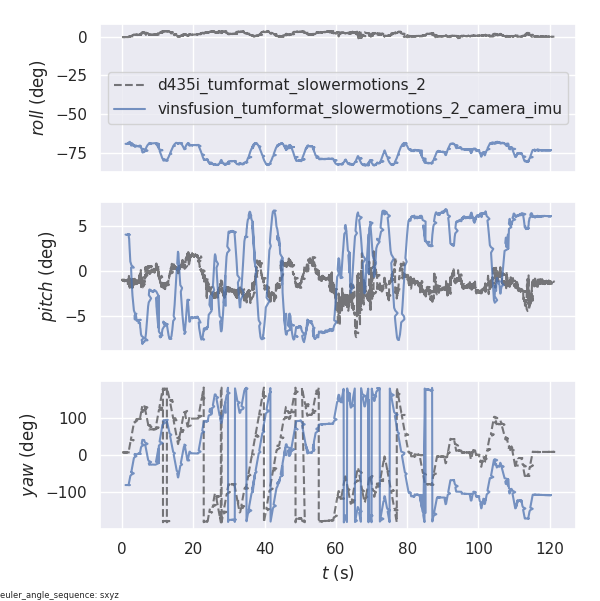 0
−25
−50
−75
roll (deg)
d435i_tumformat_slowermotions_2
vinsfusion_tumformat_slowermotions_2_camera_imu
5
0
−5
pitch (deg)
100
0
−100
yaw (deg)
0 20 40 60 80 100 120
t (s)
euler_angle_sequence: sxyz